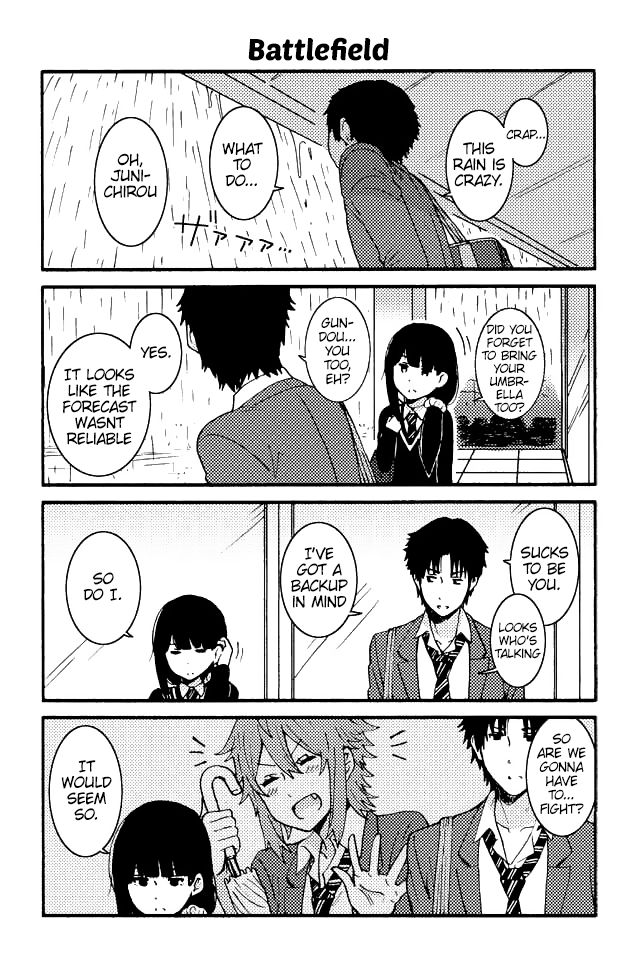 Battlefield
CRAP...
THIS
RAIN IS
CRAZY.
WHAT
TO
DO...
ザァァァ...
OH,
JUNI-
CHIROU
DID YOU
FORGET
TO BRING
YOUR
UMBR-
ELLA
TOO?
GUN-
DOU...
YOU
TOO,
EH?
YES.
IT LOOKS
LIKE THE
FORECAST
WASNT
RELIABLE
SUCKS
TO BE
YOU.
LOOKS
WHO'S
TALKING
I'VE
GOT A
BACKUP
IN MIND
SO
DO I.
SO
ARE WE
GONNA
HAVE
TO...
FIGHT?
IT
WOULD
SEEM
SO.